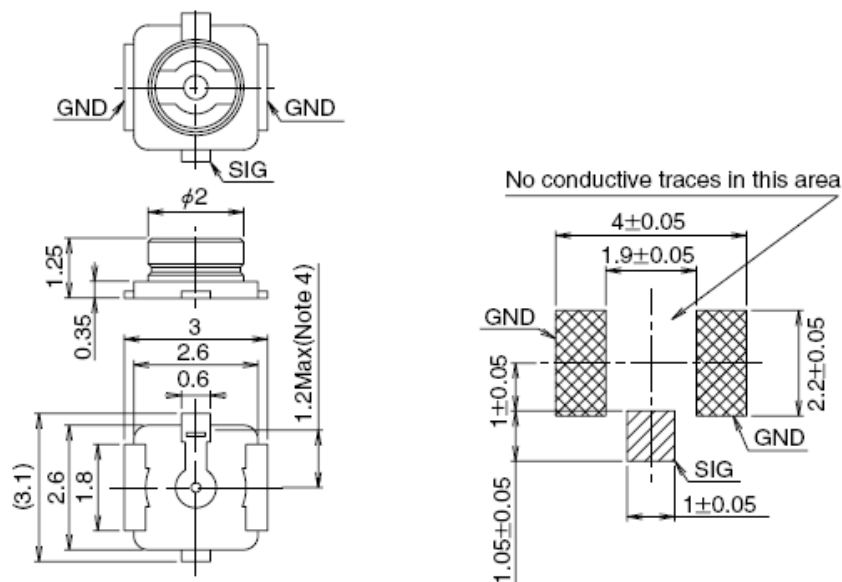 GND
GND
SIG
ϕ2
1.25
0.35
3
2.6
0.6
1.2Max(Note 4)
(3.1)
2.6
1.8
No conductive traces in this area
4±0.05
1.9±0.05
GND
2.2±0.05
1±0.05
GND
SIG
1±0.05
1.05±0.05